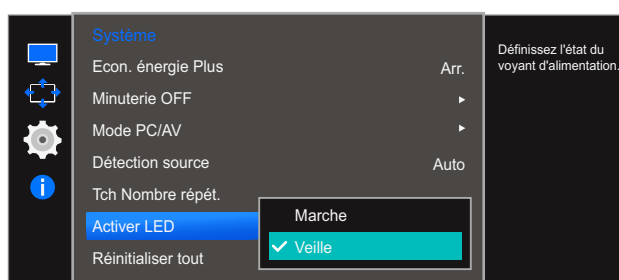 Système
Econ. énergie Plus Arr.
Minuterie OFF
Mode PC/AV
Détection source Auto
Tch Nombre répét.
Activer LED
Réinitialiser tout
Marche
Veille
Définissez l'état du
voyant d'alimentation.